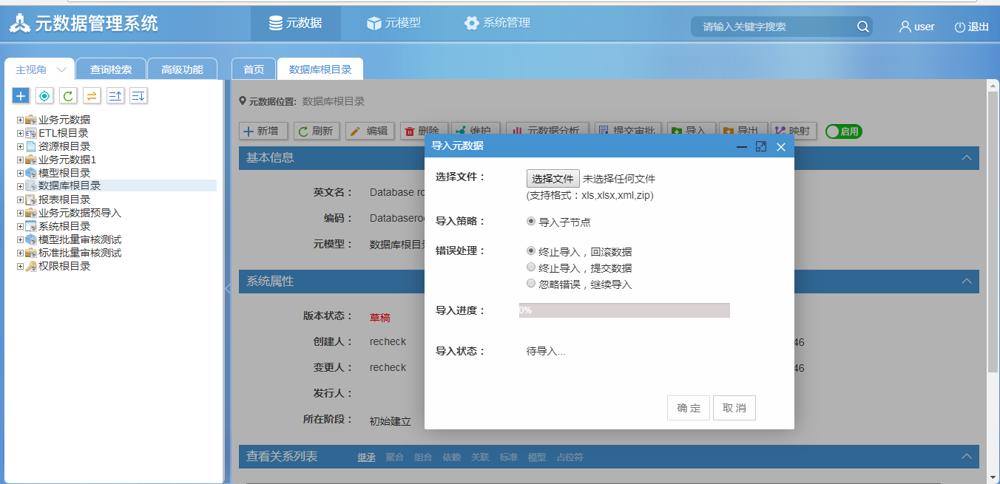 元数据管理系统
元数据 元模型 系统管理
请输入关键字搜索
user 退出
主视角 查询检索 高级功能 首页 数据库根目录
业务元数据
ETL根目录
资源根目录
业务元数据1
模型根目录
数据库根目录
报表根目录
业务元数据预导入
系统根目录
模型批量审核测试
标准批量审核测试
权限根目录
元数据位置: 数据库根目录
新增 刷新 编辑 删除 维护 元数据分析 提交审批 导入 导出 映射 启用
基本信息
英文名： Database ro
编码： Databaseroo
元模型： 数据库根目录
系统属性
版本状态： 草稿
创建人： recheck 46
变更人： recheck 46
发行人：
所在阶段： 初始建立
查看关系列表 继承 聚合 组合 依赖 关联 标准 模型 占位符
导入元数据
选择文件： 选择文件 未选择任何文件
(支持格式：xls,xlsx,xml,zip)
导入策略： 导入子节点
错误处理： 终止导入，回滚数据
终止导入，提交数据
忽略错误，继续导入
导入进度： 0%
导入状态： 待导入...
确定 取消